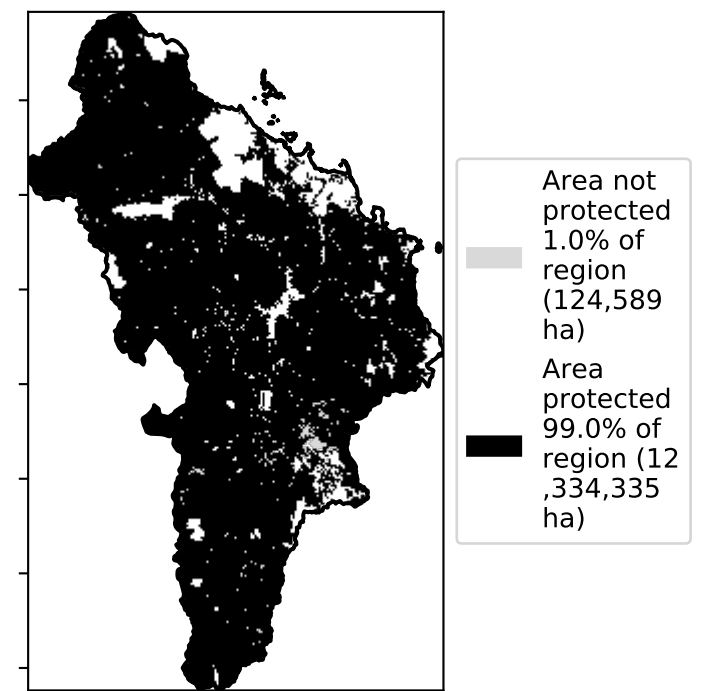 Area not
protected
1.0% of
region
(124,589
ha)
Area
protected
99.0% of
region (12
,334,335
ha)